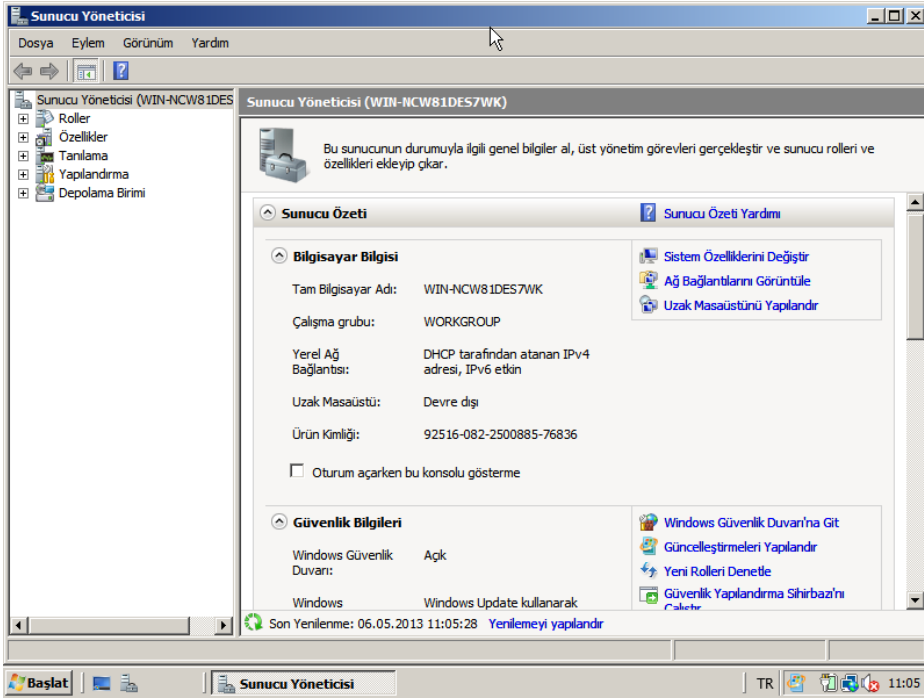 Sunucu Yöneticisi
Dosya Eylem Görünüm Yardım
Sunucu Yöneticisi (WIN-NCW81DES
Roller
Özellikler
Tanılama
Yapılandırma
Depolama Birimi
Sunucu Yöneticisi (WIN-NCW81DES7WK)
Bu sunucunun durumuyla ilgili genel bilgiler al, üst yönetim görevleri gerçekleştir ve sunucu rolleri ve
özellikleri ekleyip çıkar.
Sunucu Özeti
Sunucu Özeti Yardımı
Bilgisayar Bilgisi
Tam Bilgisayar Adı: WIN-NCW81DES7WK
Çalışma grubu: WORKGROUP
Yerel Ağ
Bağlantısı:
DHCP tarafından atanan IPv4
adresi, IPv6 etkin
Uzak Masaüstü: Devre dışı
Ürün Kimliği: 92516-082-2500885-76836
Oturum açarken bu konsolu gösterme
Sistem Özelliklerini Değiştir
Ağ Bağlantılarını Görüntüle
Uzak Masaüstünü Yapılandır
Güvenlik Bilgileri
Windows Güvenlik
Duvarı:
Açık
Windows
Windows Update kullanarak
Windows Güvenlik Duvarı'na Git
Güncelleştirmeleri Yapılandır
Yeni Rolleri Denetle
Güvenlik Yapılandırma Sihirbazı'nı
Çalıştır
Son Yenilenme: 06.05.2013 11:05:28 Yenilemeyi yapılandır
Başlat
Sunucu Yöneticisi
TR
11:05